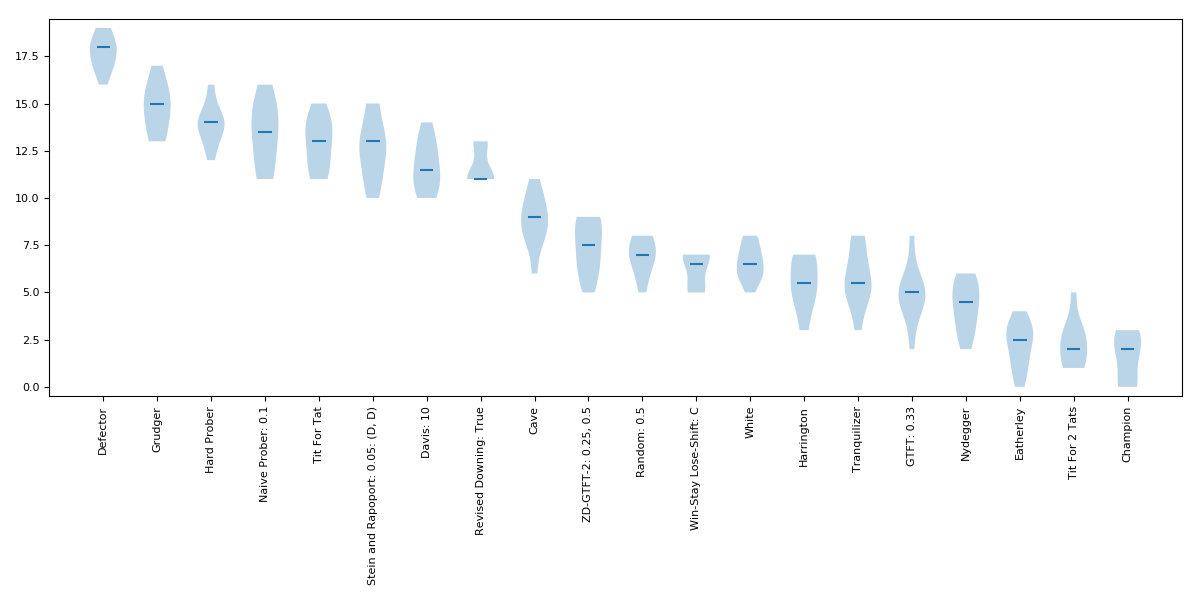 17.5
15.0
12.5
10.0
7.5
5.0
2.5
0.0
Defector
Grudger
Hard Prober
Naive Prober: 0.1
Tit For Tat
Stein and Rapoport: 0.05: (D, D)
Davis: 10
Revised Downing: True
Cave
ZD-GTFT-2: 0.25, 0.5
Random: 0.5
Win-Stay Lose-Shift: C
White
Harrington
Tranquilizer
GTFT: 0.33
Nydegger
Eatherley
Tit For 2 Tats
Champion